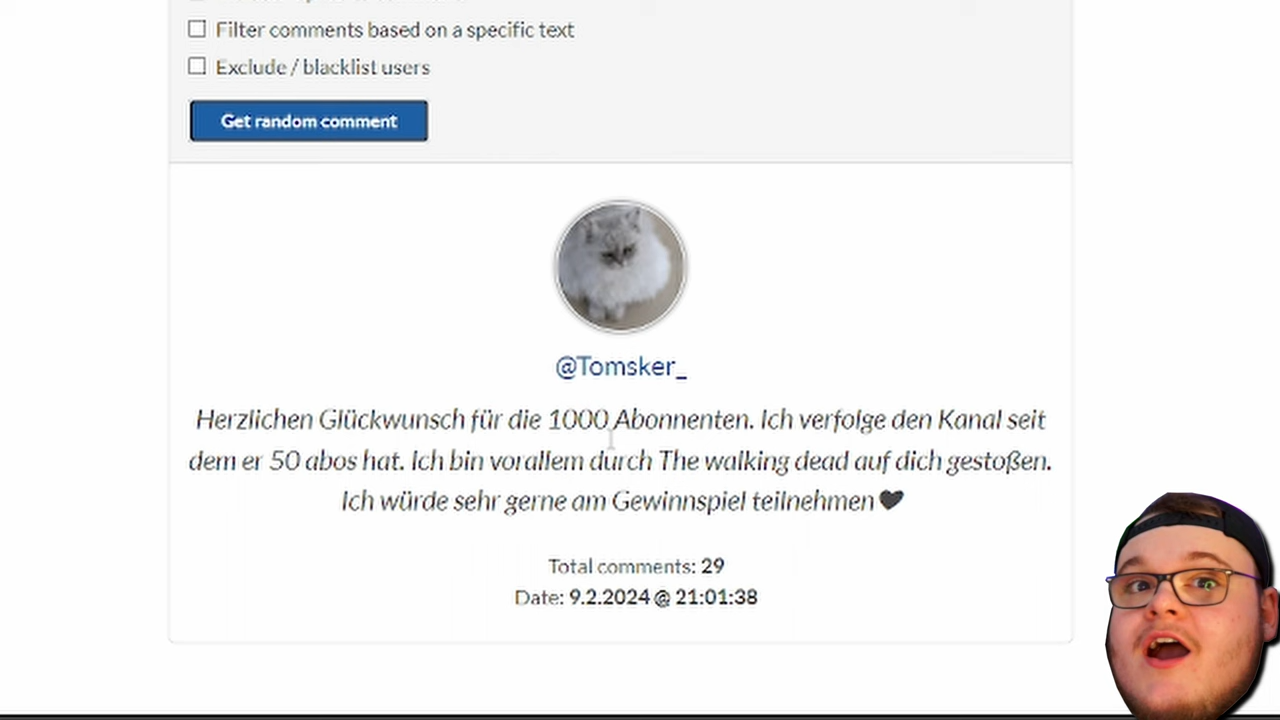 Filter comments based on a specific text
Exclude / blacklist users
Get random comment
@Tomsker_
Herzlichen Glückwunsch für die 1000 Abonnenten. Ich verfolge den Kanal seit
dem er 50 abos hat. Ich bin vorallem durch The walking dead auf dich gestoßen.
Ich würde sehr gerne am Gewinnspiel teilnehmen🖤
Total comments: 29
Date: 9.2.2024 @ 21:01:38